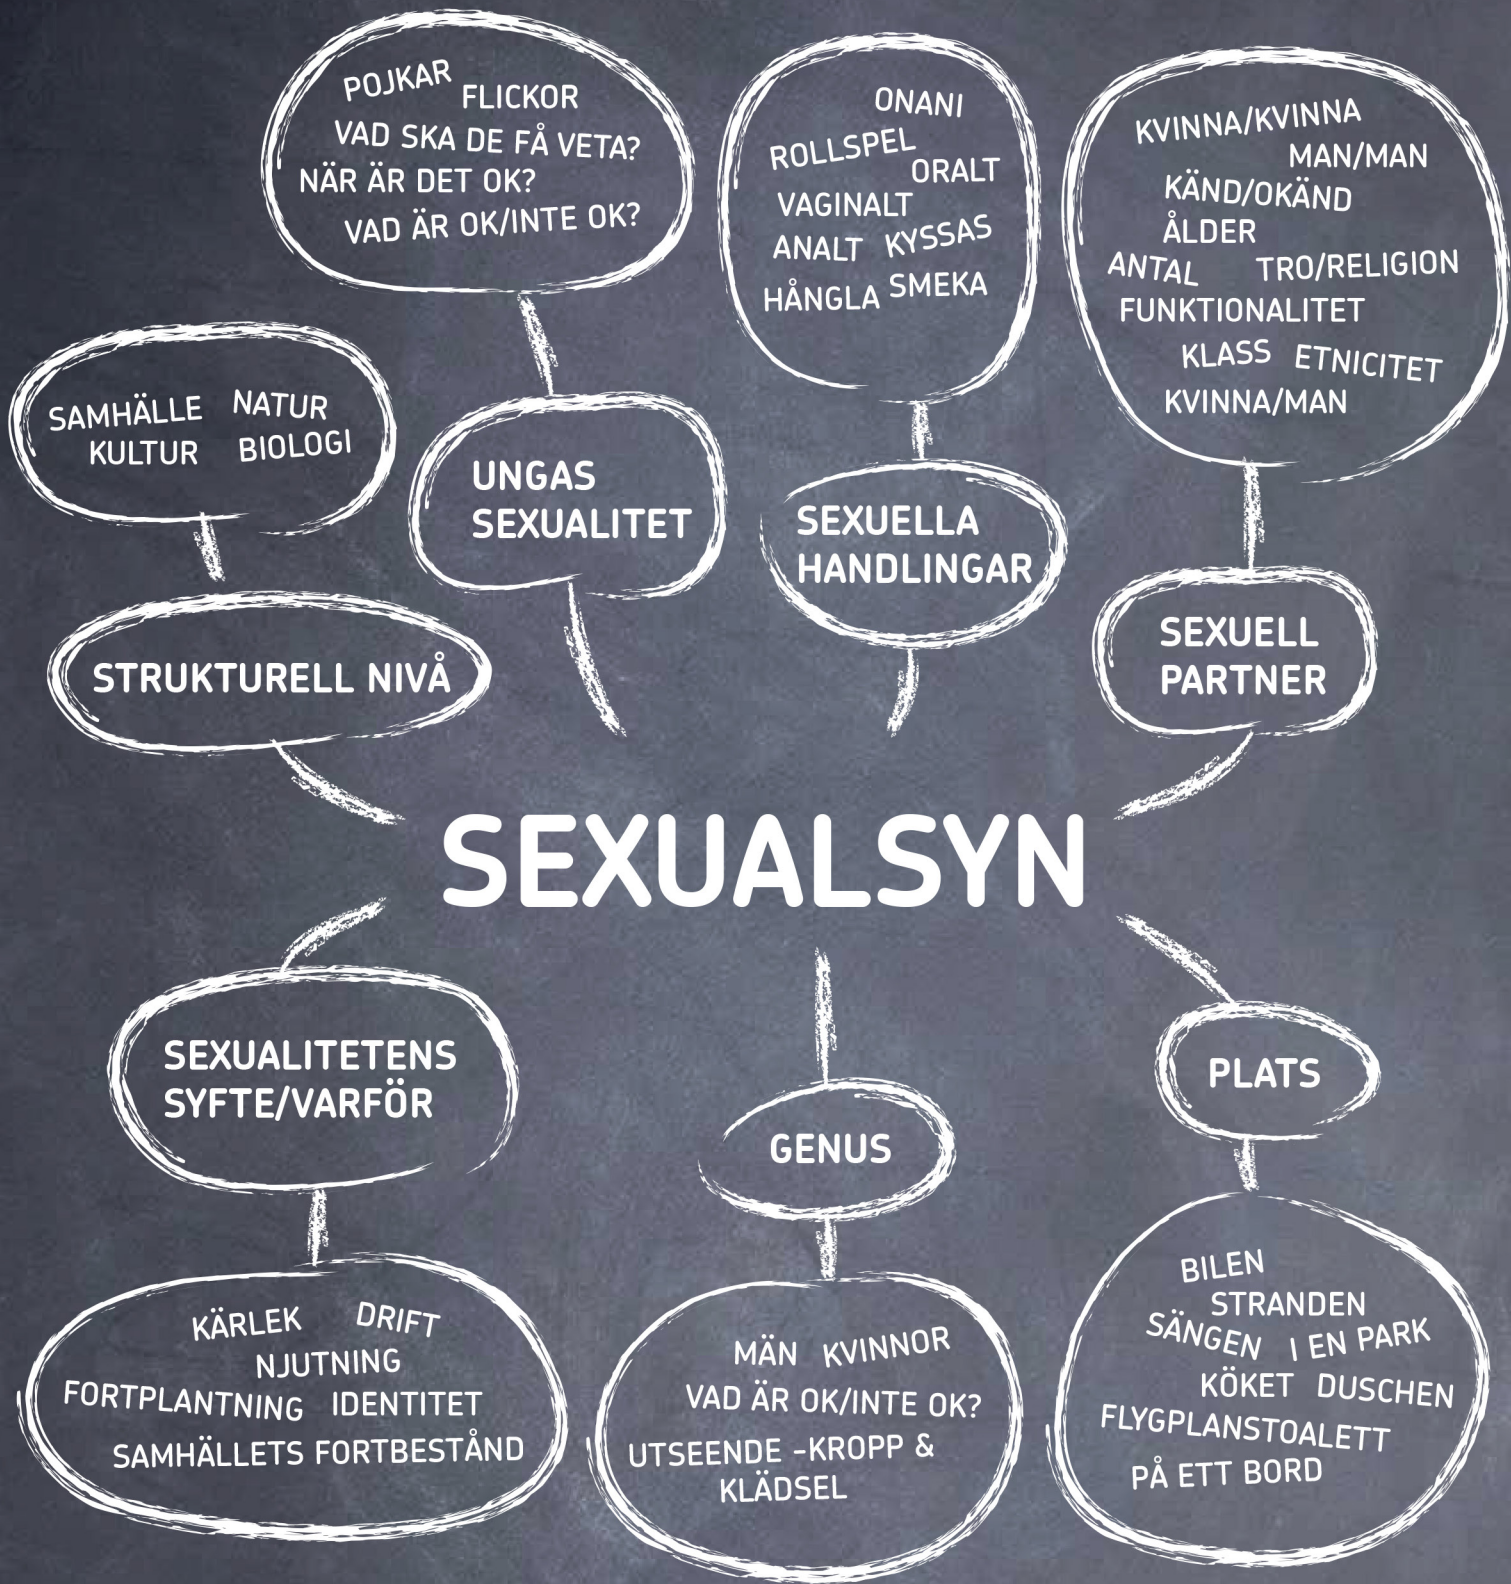 POJKAR
FLICKOR
VAD SKA DE FÅ VETA?
NÄR ÄR DET OK?
VAD ÄR OK/INTE OK?
ONANI
ROLLSPEL
ORALT
VAGINALT
ANALT KYSSAS
HÅNGLA SMEKA
KVINNA/KVINNA
MAN/MAN
KÄND/OKÄND
ÅLDER
ANTAL TRO/RELIGION
FUNKTIONALITET
KLASS ETNICITET
KVINNA/MAN
SAMHÄLLE NATUR
KULTUR BIOLOGI
UNGAS
SEXUALITET
SEXUELLA
HANDLINGAR
STRUKTURELL NIVÅ
SEXUELL
PARTNER
SEXUALSYN
SEXUALITETENS
SYFTE/VARFÖR
GENUS
PLATS
KÄRLEK DRIFT
NJUTNING
FORTPLANTNING IDENTITET
SAMHÄLLETS FORTBESTÅND
MÄN KVINNOR
VAD ÄR OK/INTE OK?
UTSEENDE -KROPP &
KLÄDSEL
BILEN
STRANDEN
SÄNGEN I EN PARK
KÖKET DUSCHEN
FLYGPLANSTOALETT
PÅ ETT BORD